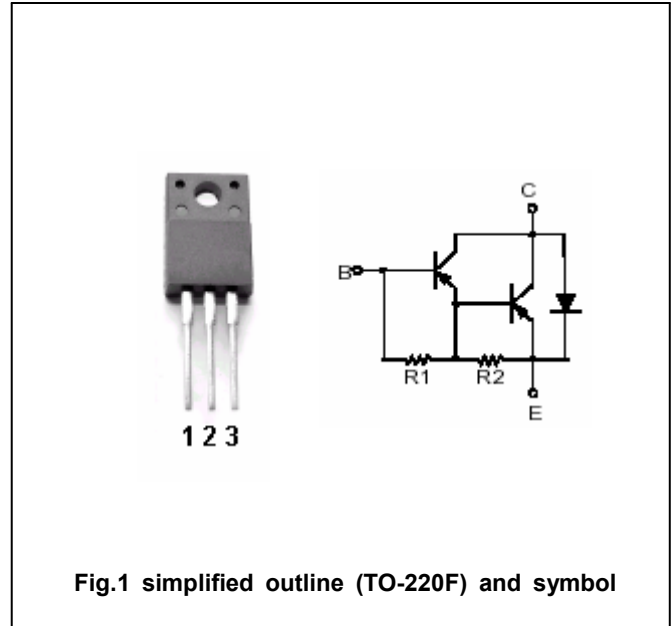 1 2 3
C
B
R1 R2
E
Fig.1 simplified outline (TO-220F) and symbol